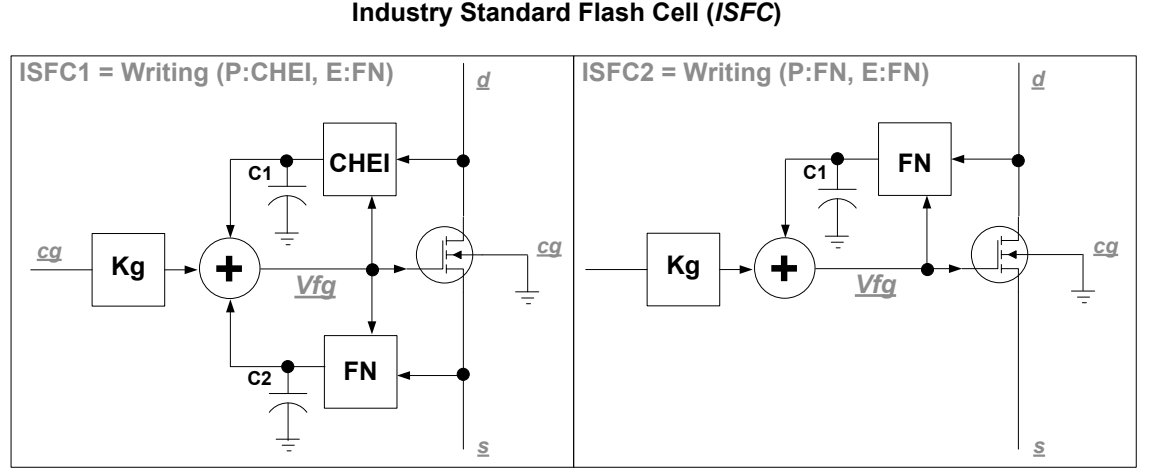 Industry Standard Flash Cell (ISFC)
ISFC1 = Writing (P:CHEI, E:FN)
d
CHEI
C1
cg
Kg
+
Vfg
cg
C2
FN
s
ISFC2 = Writing (P:FN, E:FN)
d
FN
C1
Kg
+
Vfg
cg
s